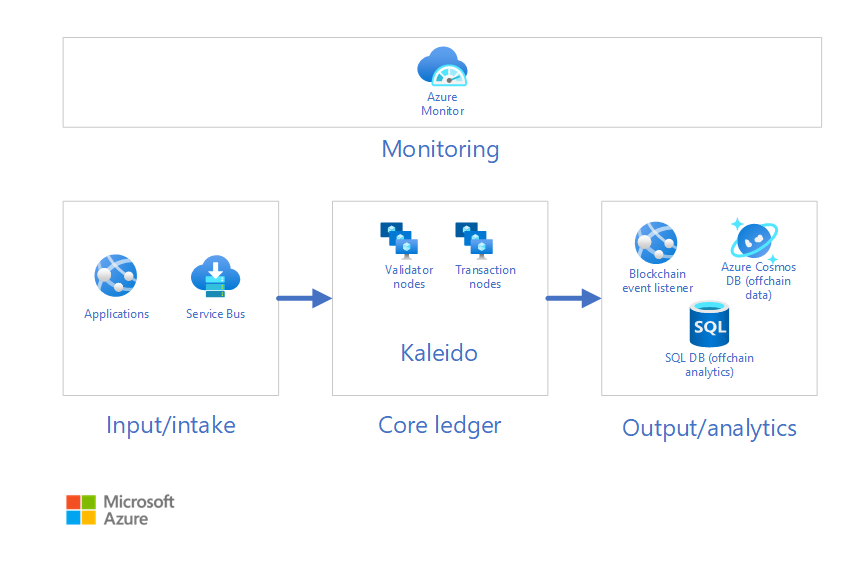 Azure
Monitor
Monitoring
Applications
Service Bus
Validator
nodes
Transaction
nodes
Kaleido
Blockchain
event listener
Azure Cosmos
DB (offchain
data)
SQL
SQL DB (offchain
analytics)
Input/intake
Core ledger
Output/analytics
Microsoft
Azure